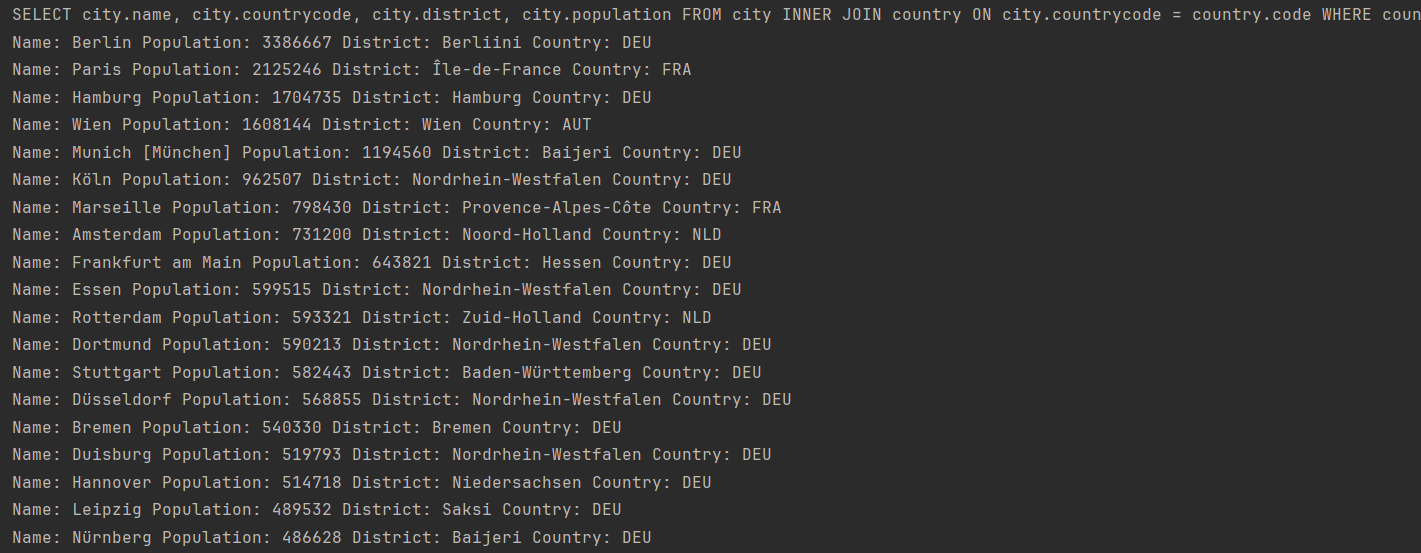 SELECT city.name, city.countrycode, city.district, city.population FROM city INNER JOIN country ON city.countrycode = country.code WHERE coun
Name: Berlin Population: 3386667 District: Berliini Country: DEU
Name: Paris Population: 2125246 District: Île-de-France Country: FRA
Name: Hamburg Population: 1704735 District: Hamburg Country: DEU
Name: Wien Population: 1608144 District: Wien Country: AUT
Name: Munich [München] Population: 1194560 District: Baijeri Country: DEU
Name: Köln Population: 962507 District: Nordrhein-Westfalen Country: DEU
Name: Marseille Population: 798430 District: Provence-Alpes-Côte Country: FRA
Name: Amsterdam Population: 731200 District: Noord-Holland Country: NLD
Name: Frankfurt am Main Population: 643821 District: Hessen Country: DEU
Name: Essen Population: 599515 District: Nordrhein-Westfalen Country: DEU
Name: Rotterdam Population: 593321 District: Zuid-Holland Country: NLD
Name: Dortmund Population: 590213 District: Nordrhein-Westfalen Country: DEU
Name: Stuttgart Population: 582443 District: Baden-Württemberg Country: DEU
Name: Düsseldorf Population: 568855 District: Nordrhein-Westfalen Country: DEU
Name: Bremen Population: 540330 District: Bremen Country: DEU
Name: Duisburg Population: 519793 District: Nordrhein-Westfalen Country: DEU
Name: Hannover Population: 514718 District: Niedersachsen Country: DEU
Name: Leipzig Population: 489532 District: Saksi Country: DEU
Name: Nürnberg Population: 486628 District: Baijeri Country: DEU